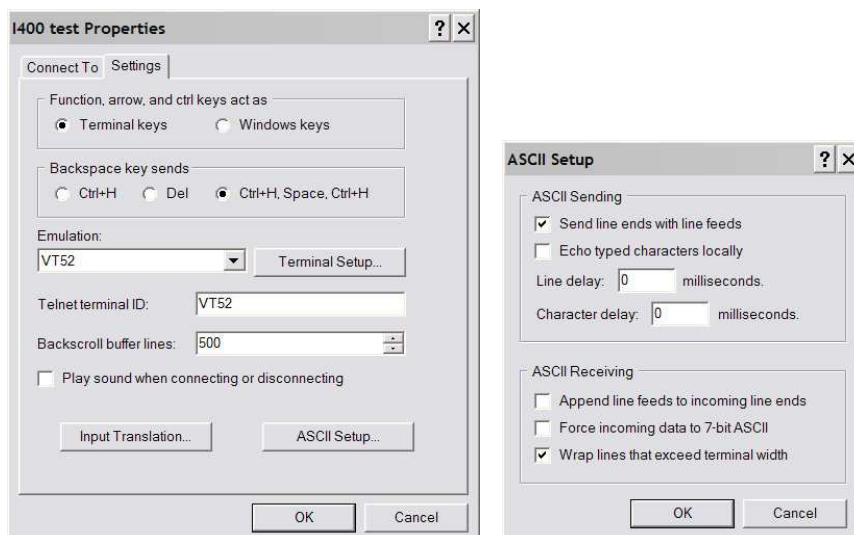 I400 test Properties
Connect To Settings
Function, arrow, and ctrl keys act as
Terminal keys Windows keys
Backspace key sends
Ctrl+H Del Ctrl+H, Space, Ctrl+H
Emulation:
VT52 Terminal Setup...
Telnet terminal ID: VT52
Backscroll buffer lines: 500
Play sound when connecting or disconnecting
Input Translation... ASCII Setup...
OK Cancel
ASCII Setup
ASCII Sending
Send line ends with line feeds
Echo typed characters locally
Line delay: 0 milliseconds.
Character delay: 0 milliseconds.
ASCII Receiving
Append line feeds to incoming line ends
Force incoming data to 7-bit ASCII
Wrap lines that exceed terminal width
OK Cancel